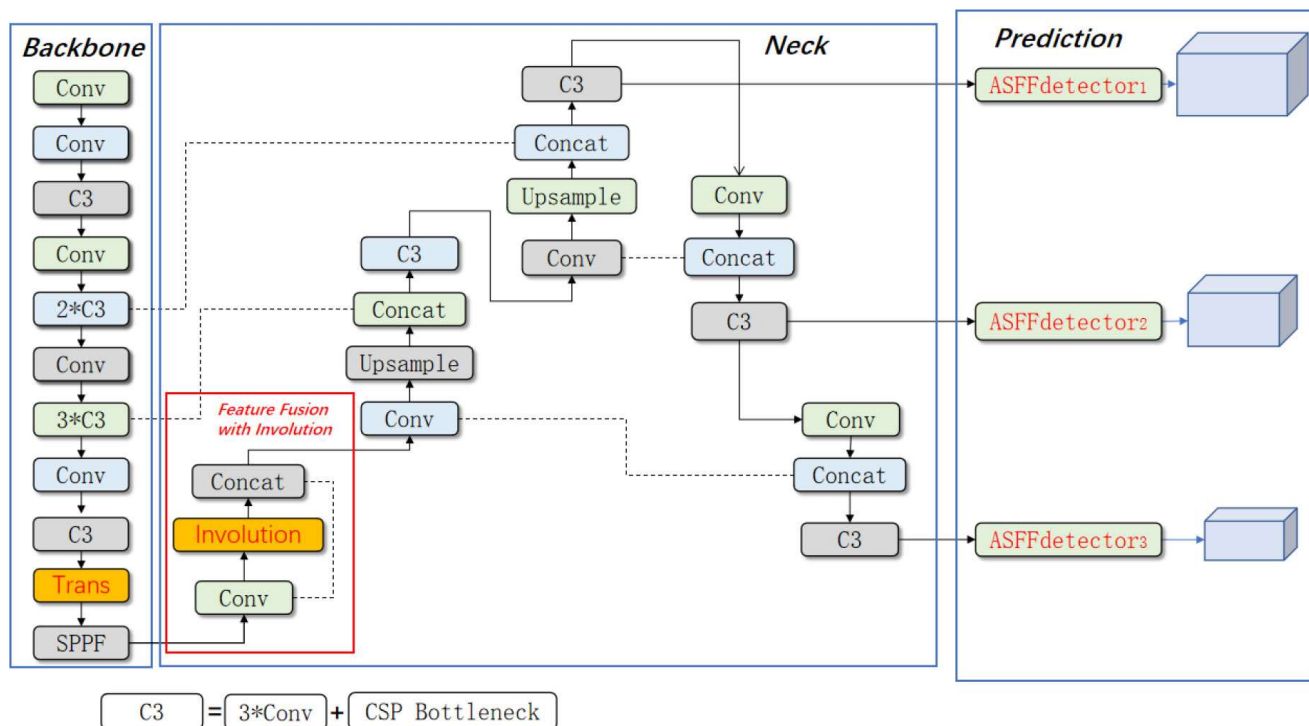 Backbone
Conv
Conv
C3
Conv
2*C3
Conv
3*C3
Conv
C3
Trans
SPPF
Neck
Feature Fusion
with Involution
Concat
Involution
Conv
C3
Concat
Upsample
Conv
C3
Concat
Upsample
Conv
Conv
Concat
C3
Conv
Concat
C3
Prediction
ASFFdetector1
ASFFdetector2
ASFFdetector3
C3 = 3*Conv + CSP Bottleneck